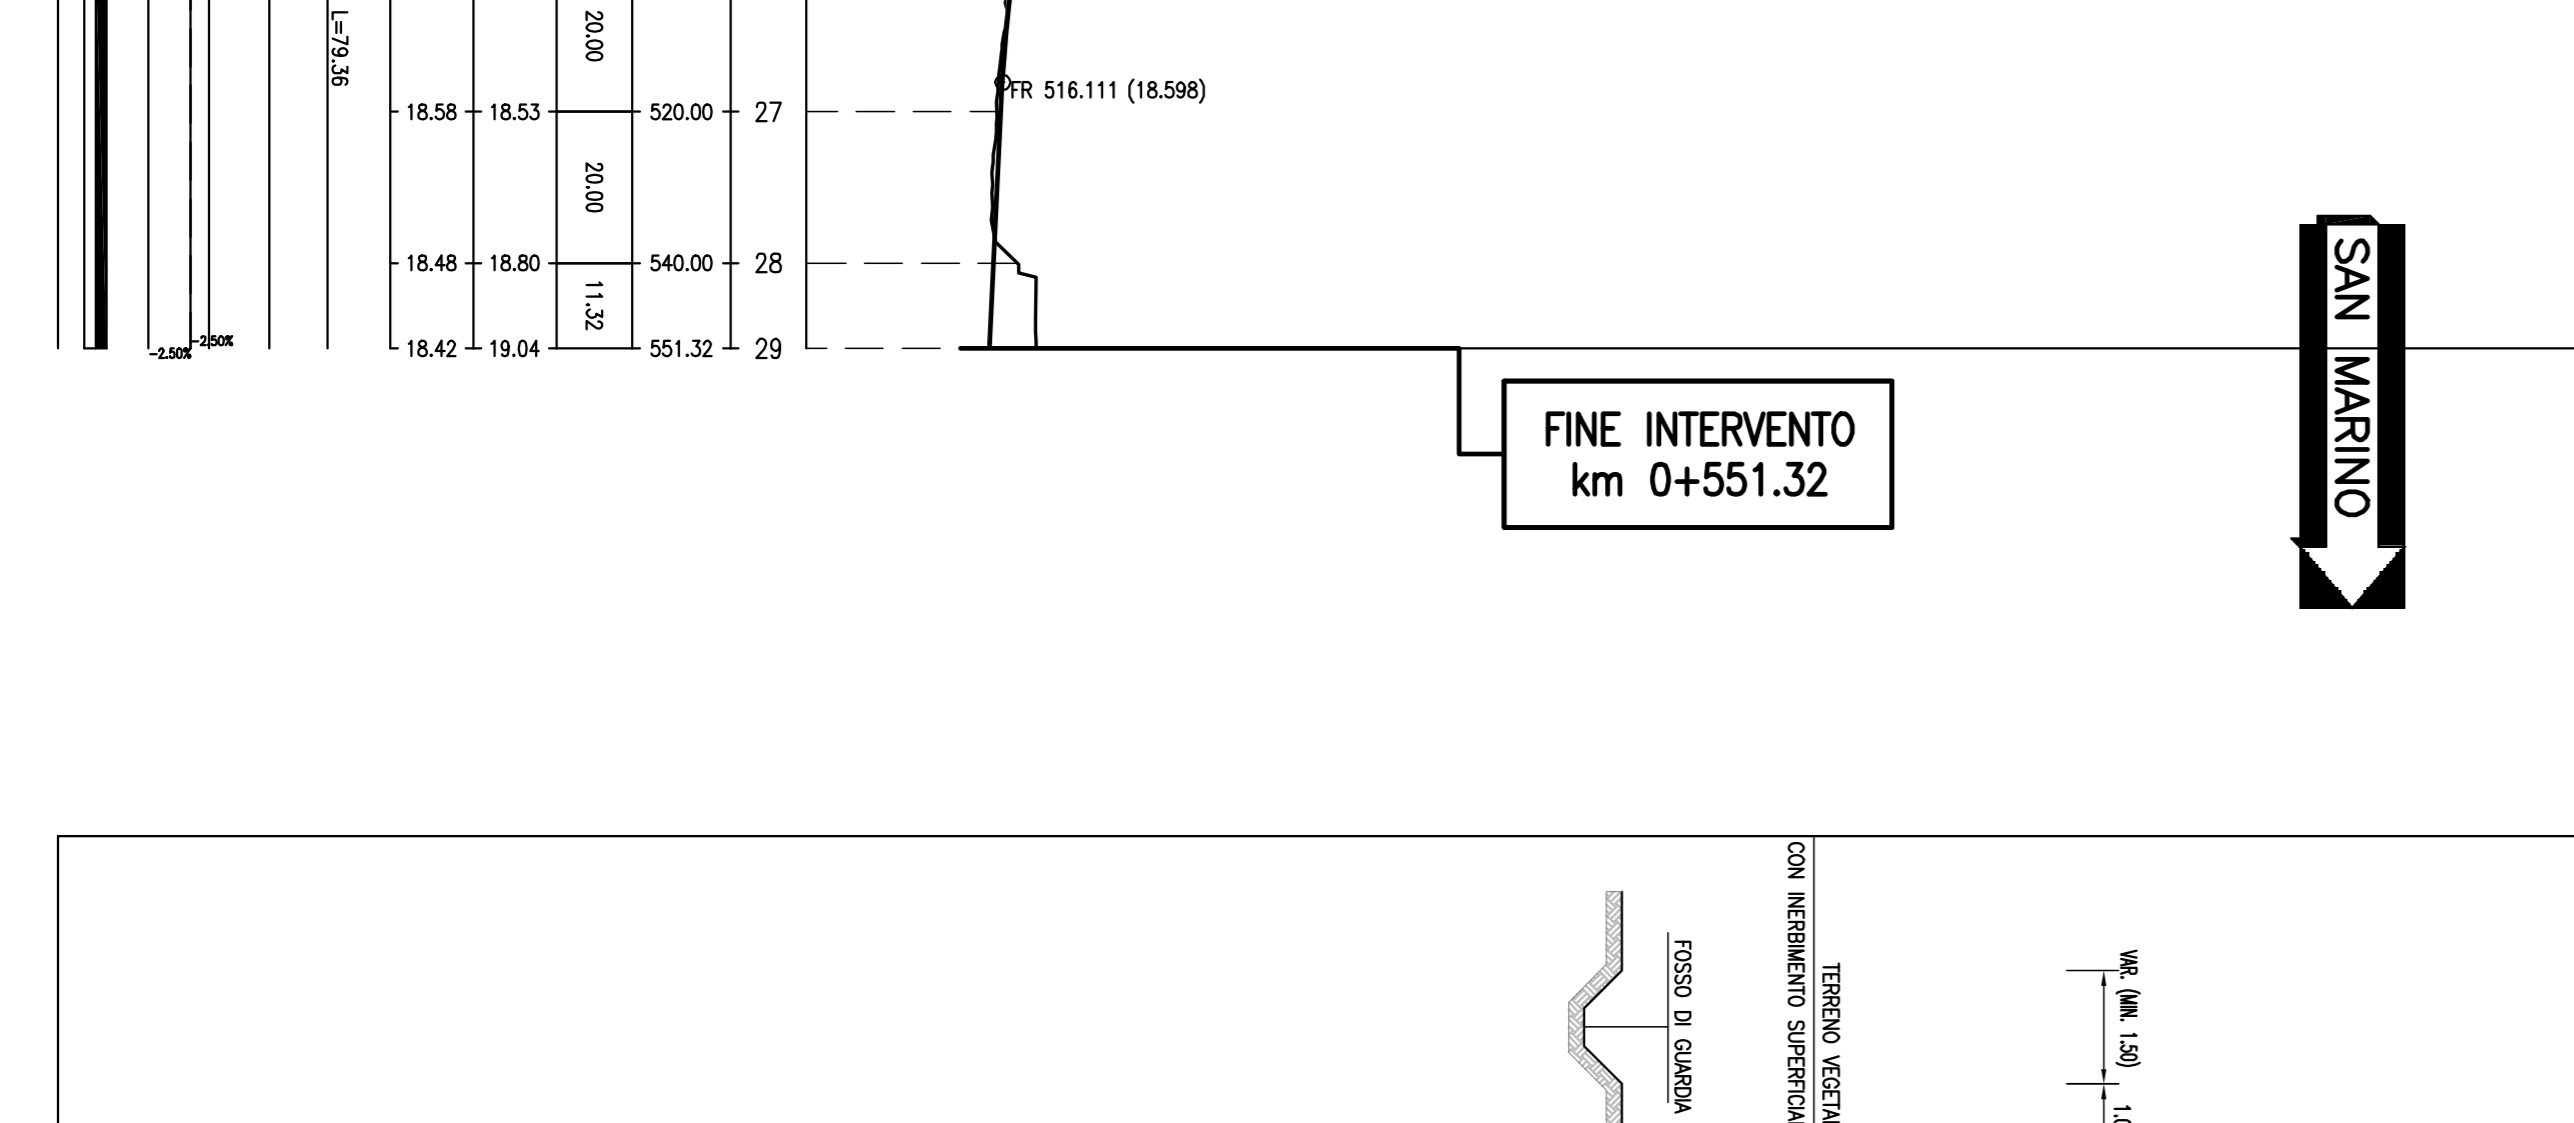 L=79.36
20.00
FR 516.111 (18.598)
18.58 18.53 520.00 27
20.00
18.48 18.80 540.00 28
11.32
-2.50%
-2.50%
18.42 19.04 551.32 29
FINE INTERVENTO
km 0+551.32
SAN MARINO
FOSSO DI GUARDIA
CON INERBIMENTO
TERRENO
VAR. (MIN. 1.50)